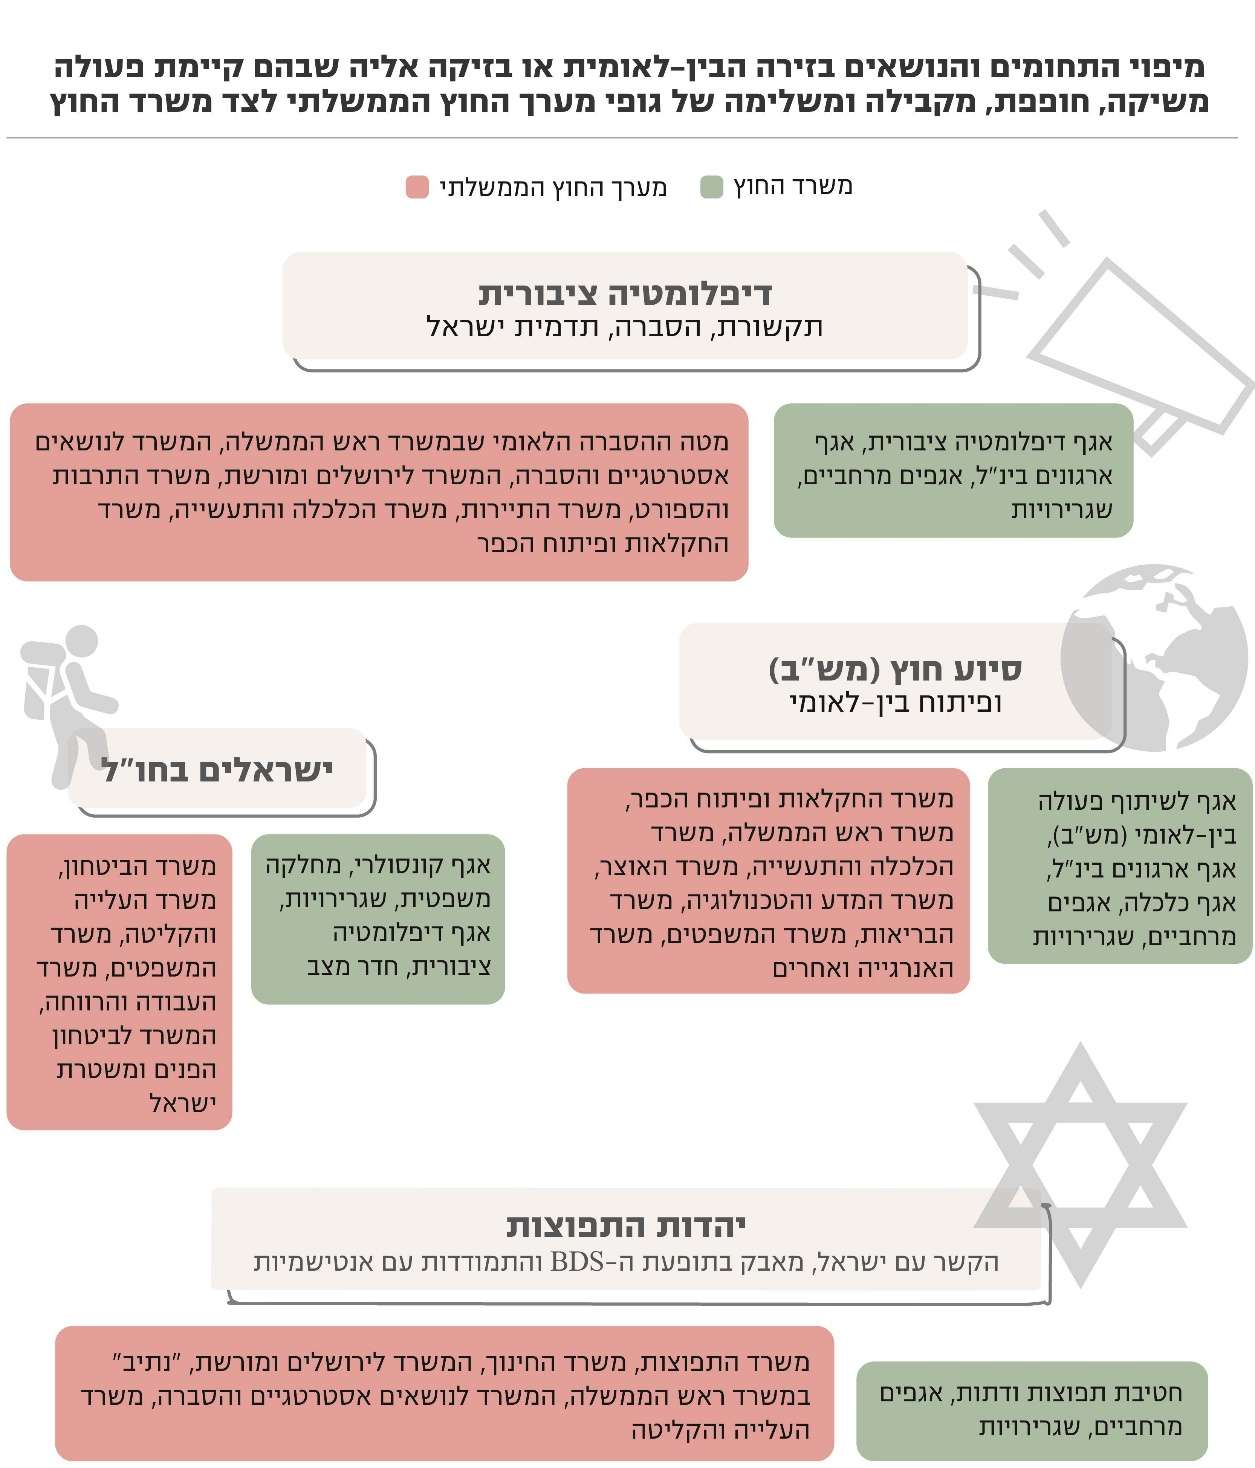 מיפוי התחומים והנושאים בזירה הבין-לאומית או בזיקה אליה שבהם קיימת פעולה
משיקה, חופפת, מקבילה ומשלימה של גופי מערך החוץ הממשלתי לצד משרד החוץ
משרד החוץ
מערך החוץ הממשלתי
דיפלומטיה ציבורית
תקשורת, הסברה, תדמית ישראל
אגף דיפלומטיה ציבורית, אגף
ארגונים בינ"ל, אגפים מרחביים,
שגרירויות
מטה ההסברה הלאומי שבמשרד ראש הממשלה, המשרד לנושאים
אסטרטגיים והסברה, המשרד לירושלים ומורשת, משרד התרבות
והספורט, משרד התיירות, משרד הכלכלה והתעשייה, משרד
החקלאות ופיתוח הכפר
סיוע חוץ (מש"ב)
ופיתוח בין-לאומי
אגף לשיתוף פעולה
בין-לאומי (מש"ב),
אגף ארגונים בינ"ל,
אגף כלכלה, אגפים
מרחביים, שגרירויות
משרד החקלאות ופיתוח הכפר,
משרד ראש הממשלה, משרד
הכלכלה והתעשייה, משרד האוצר,
משרד המדע והטכנולוגיה, משרד
הבריאות, משרד המשפטים, משרד
האנרגייה ואחרים
ישראלים בחו"ל
אגף קונסולרי, מחלקה
משפטית, שגרירויות,
אגף דיפלומטיה
ציבורית, חדר מצב
משרד הביטחון,
משרד העלייה
והקליטה, משרד
המשפטים, משרד
העבודה והרווחה,
המשרד לביטחון
הפנים ומשטרת
ישראל
יהדות התפוצות
הקשר עם ישראל, מאבק בתופעת ה-BDS והתמודדות עם אנטישמיות
חטיבת תפוצות ודתות, אגפים
מרחביים, שגרירויות
משרד התפוצות, משרד החינוך, המשרד לירושלים ומורשת, "נתיב"
במשרד ראש הממשלה, המשרד לנושאים אסטרטגיים והסברה, משרד
העלייה והקליטה